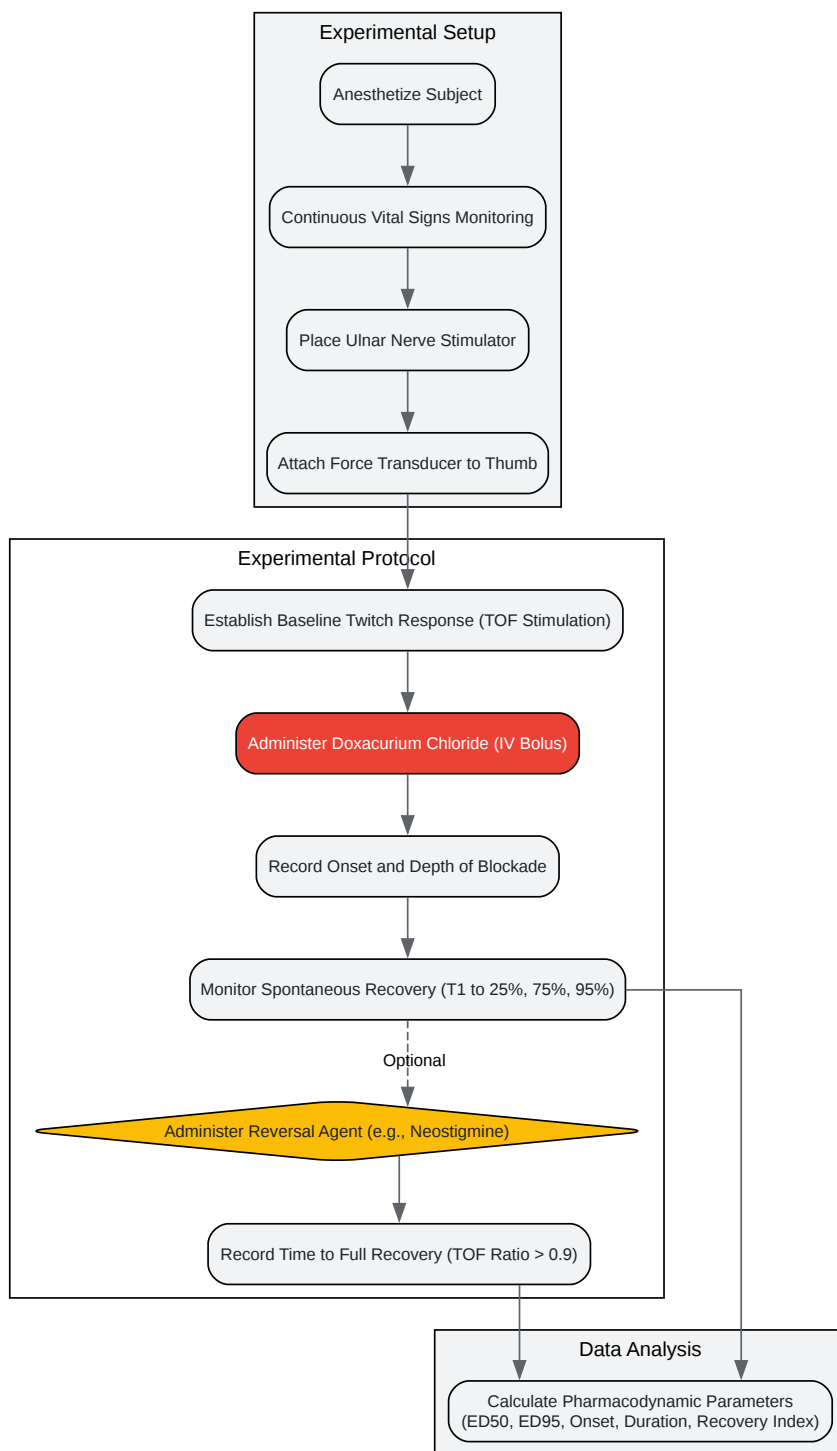 Experimental Setup
Anesthetize Subject
Continuous Vital Signs Monitoring
Place Ulnar Nerve Stimulator
Attach Force Transducer to Thumb
Experimental Protocol
Establish Baseline Twitch Response (TOF Stimulation)
Administer Doxacurium Chloride (IV Bolus)
Record Onset and Depth of Blockade
Monitor Spontaneous Recovery (T1 to 25%, 75%, 95%)
Optional
Administer Reversal Agent (e.g., Neostigmine)
Record Time to Full Recovery (TOF Ratio > 0.9)
Data Analysis
Calculate Pharmacodynamic Parameters
(ED50, ED95, Onset, Duration, Recovery Index)